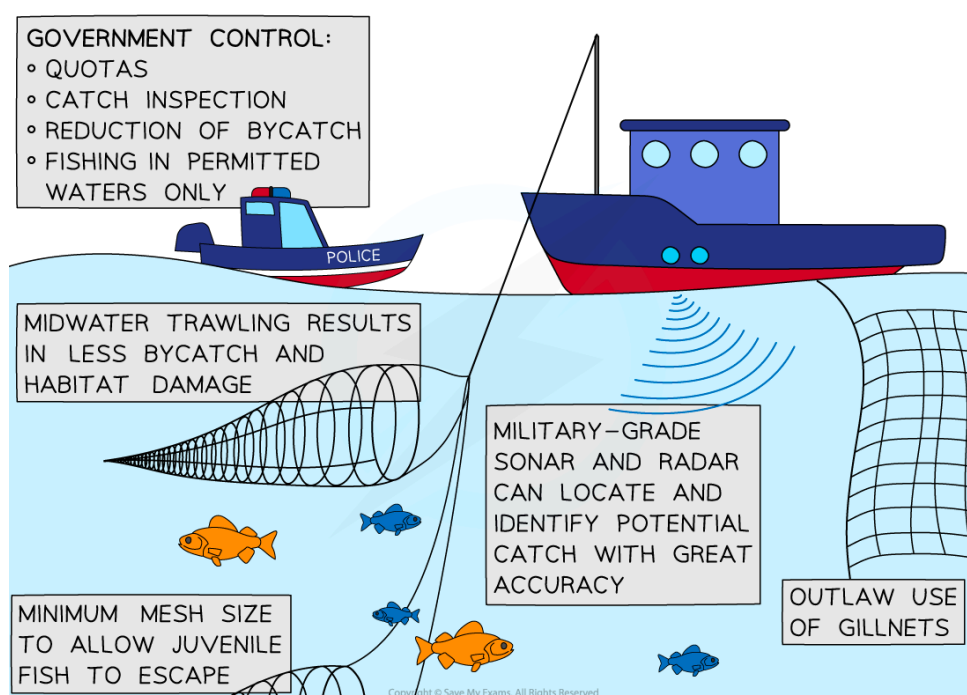 GOVERNMENT CONTROL:
° QUOTAS
° CATCH INSPECTION
° REDUCTION OF BYCATCH
° FISHING IN PERMITTED
WATERS ONLY
POLICE
MIDWATER TRAWLING RESULTS
IN LESS BYCATCH AND
HABITAT DAMAGE
MILITARY-GRADE
SONAR AND RADAR
CAN LOCATE AND
IDENTIFY POTENTIAL
CATCH WITH GREAT
ACCURACY
OUTLAW USE
OF GILLNETS
MINIMUM MESH SIZE
TO ALLOW JUVENILE
FISH TO ESCAPE
Copyright © Save My Exams. All Rights Reserved